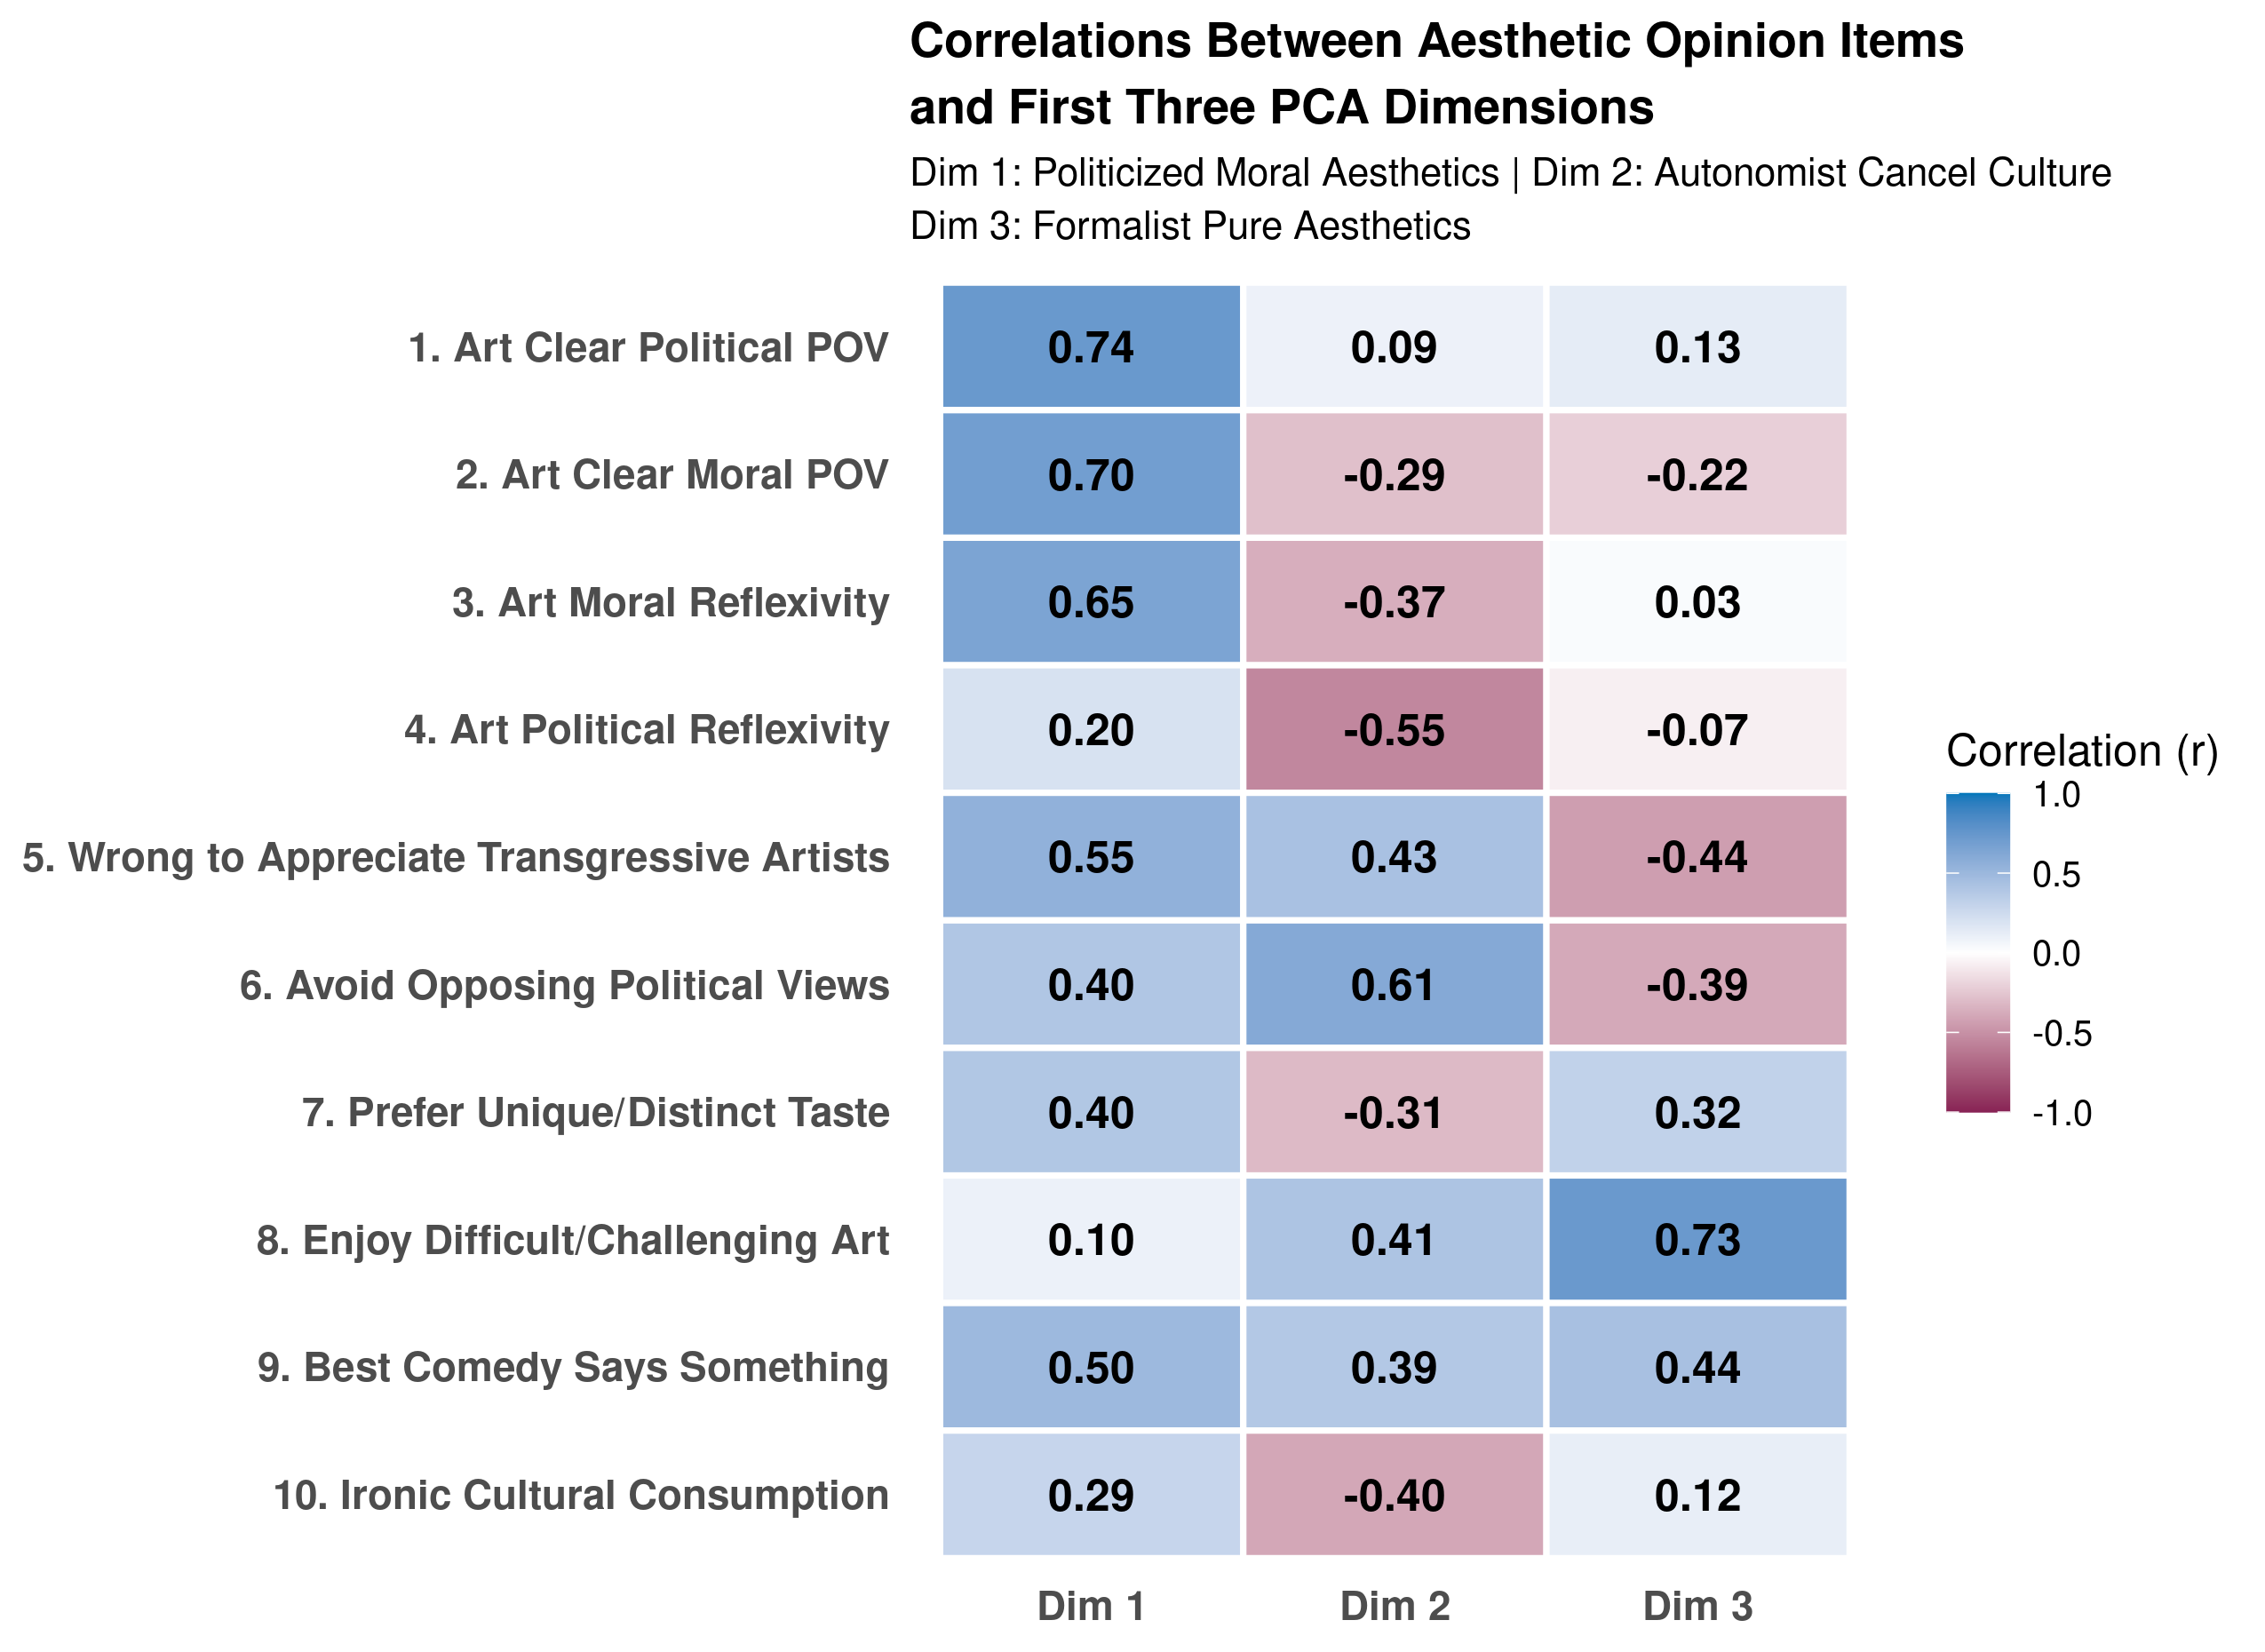 Correlations Between Aesthetic Opinion Items
and First Three PCA Dimensions
Dim 1: Politicized Moral Aesthetics | Dim 2: Autonomist Cancel Culture
Dim 3: Formalist Pure Aesthetics
1. Art Clear Political POV 0.74 0.09 0.13
2. Art Clear Moral POV 0.70 -0.29 -0.22
3. Art Moral Reflexivity 0.65 -0.37 0.03
4. Art Political Reflexivity 0.20 -0.55 -0.07
5. Wrong to Appreciate Transgressive Artists 0.55 0.43 -0.44
6. Avoid Opposing Political Views 0.40 0.61 -0.39
7. Prefer Unique/Distinct Taste 0.40 -0.31 0.32
8. Enjoy Difficult/Challenging Art 0.10 0.41 0.73
9. Best Comedy Says Something 0.50 0.39 0.44
10. Ironic Cultural Consumption 0.29 -0.40 0.12
Dim 1 Dim 2 Dim 3
Correlation (r)
1.0
0.5
0.0
-0.5
-1.0